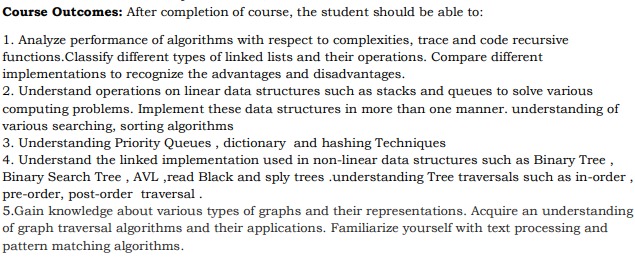 Course Outcomes: After completion of course, the student should be able to:
1. Analyze performance of algorithms with respect to complexities, trace and code recursive
functions.Classify different types of linked lists and their operations. Compare different
implementations to recognize the advantages and disadvantages.
2. Understand operations on linear data structures such as stacks and queues to solve various
computing problems. Implement these data structures in more than one manner. understanding of
various searching, sorting algorithms
3. Understanding Priority Queues , dictionary  and hashing Techniques
4. Understand the linked implementation used in non-linear data structures such as Binary Tree ,
Binary Search Tree , AVL ,read Black and sply trees .understanding Tree traversals such as in-order ,
pre-order, post-order  traversal .
5.Gain knowledge about various types of graphs and their representations. Acquire an understanding
of graph traversal algorithms and their applications. Familiarize yourself with text processing and
pattern matching algorithms.